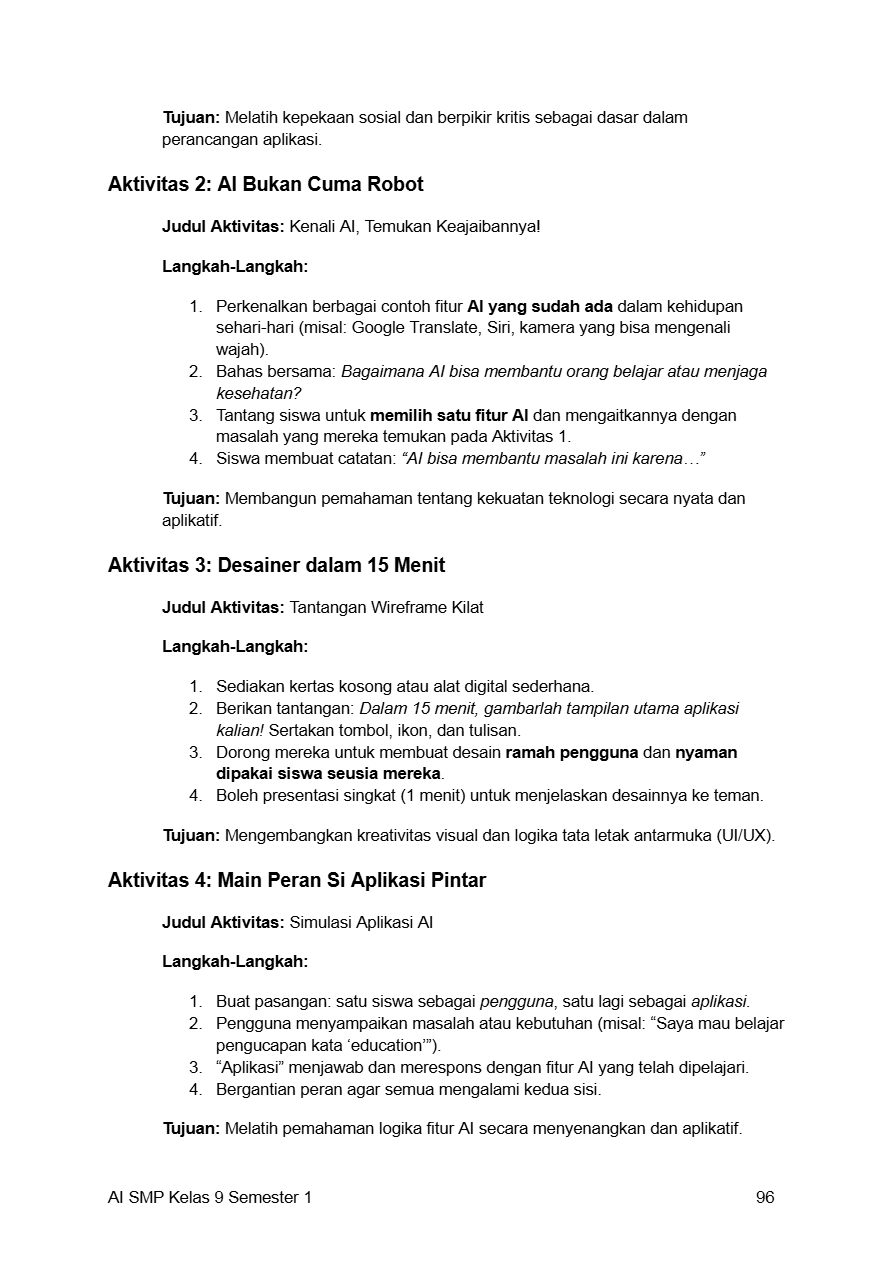 Tujuan: Melatih kepekaan sosial dan berpikir kritis sebagai dasar dalam
perancangan aplikasi.
Aktivitas 2: AI Bukan Cuma Robot
Judul Aktivitas: Kenali AI, Temukan Keajaibannya!
Langkah-Langkah:
1. Perkenalkan berbagai contoh fitur AI yang sudah ada dalam kehidupan
sehari-hari (misal: Google Translate, Siri, kamera yang bisa mengenali
wajah).
2. Bahas bersama: Bagaimana AI bisa membantu orang belajar atau menjaga
kesehatan?
3. Tantang siswa untuk memilih satu fitur AI dan mengaitkannya dengan
masalah yang mereka temukan pada Aktivitas 1.
4. Siswa membuat catatan: “AI bisa membantu masalah ini karena…”
Tujuan: Membangun pemahaman tentang kekuatan teknologi secara nyata dan
aplikatif.
Aktivitas 3: Desainer dalam 15 Menit
Judul Aktivitas: Tantangan Wireframe Kilat
Langkah-Langkah:
1. Sediakan kertas kosong atau alat digital sederhana.
2. Berikan tantangan: Dalam 15 menit, gambarlah tampilan utama aplikasi
kalian! Sertakan tombol, ikon, dan tulisan.
3. Dorong mereka untuk membuat desain ramah pengguna dan nyaman
dipakai siswa seusia mereka.
4. Boleh presentasi singkat (1 menit) untuk menjelaskan desainnya ke teman.
Tujuan: Mengembangkan kreativitas visual dan logika tata letak antarmuka (UI/UX).
Aktivitas 4: Main Peran Si Aplikasi Pintar
Judul Aktivitas: Simulasi Aplikasi AI
Langkah-Langkah:
1. Buat pasangan: satu siswa sebagai pengguna, satu lagi sebagai aplikasi.
2. Pengguna menyampaikan masalah atau kebutuhan (misal: “Saya mau belajar
pengucapan kata ‘education’”).
3. “Aplikasi” menjawab dan merespons dengan fitur AI yang telah dipelajari.
4. Bergantian peran agar semua mengalami kedua sisi.
Tujuan: Melatih pemahaman logika fitur AI secara menyenangkan dan aplikatif.
AI SMP Kelas 9 Semester 1 96